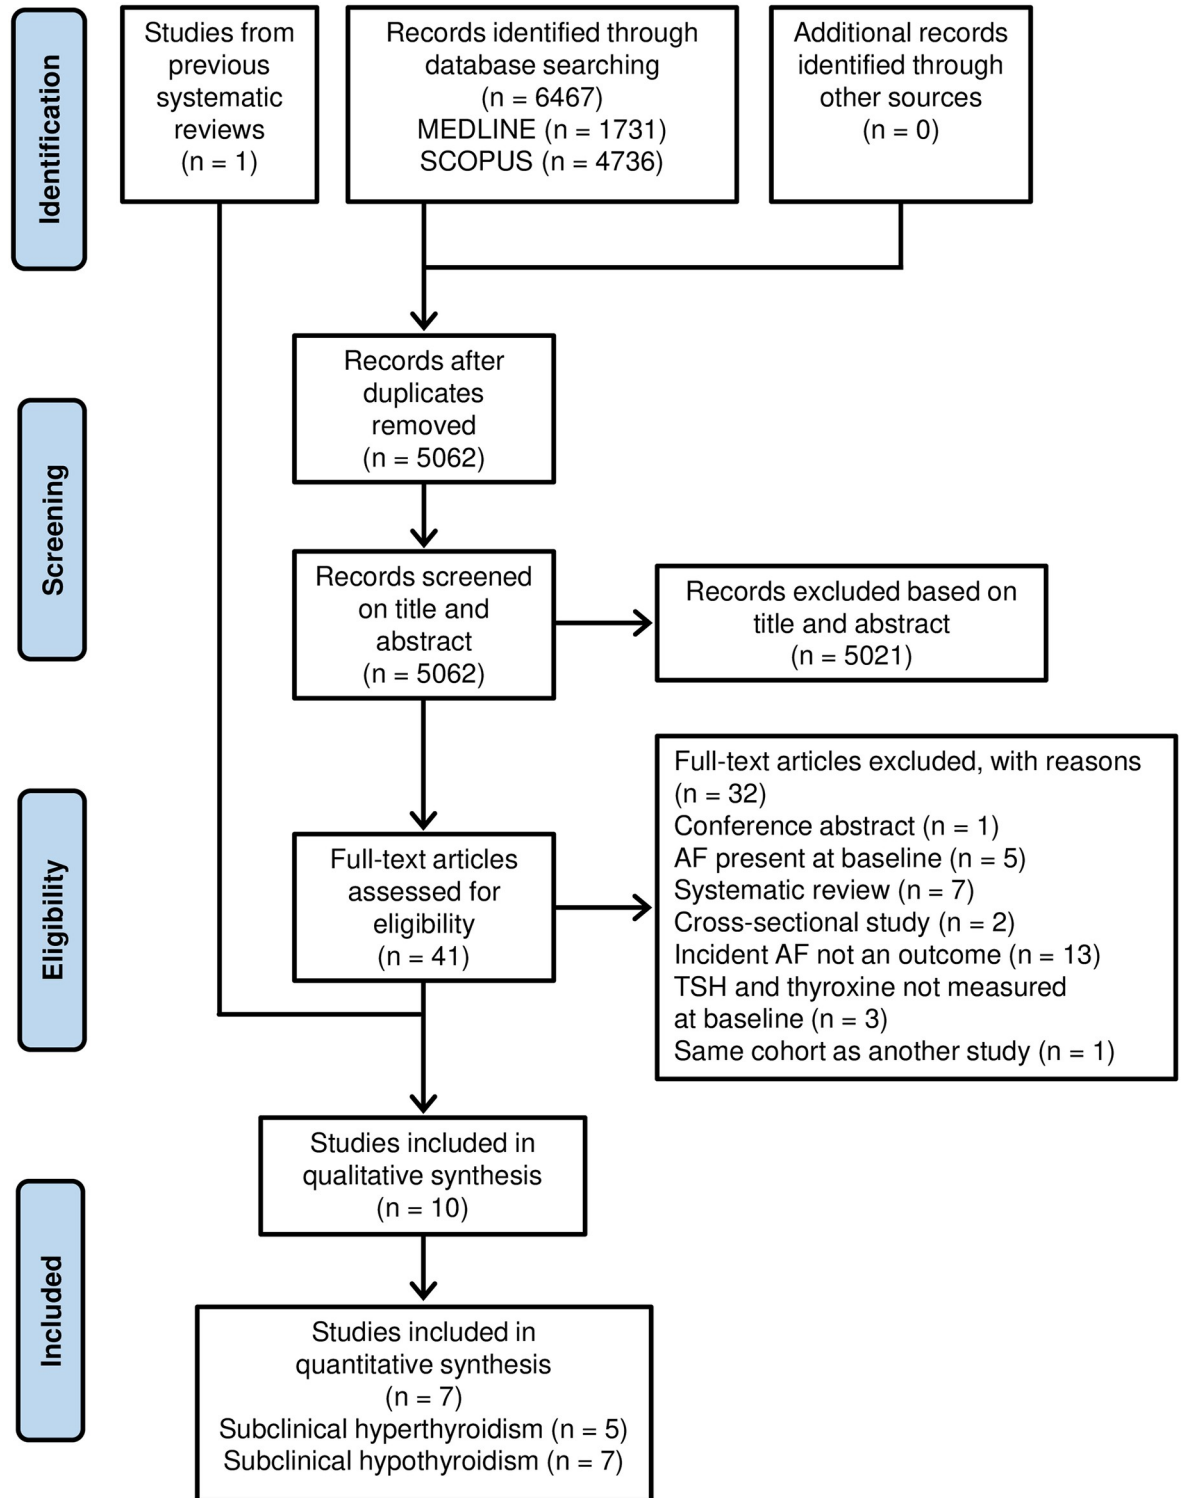 Identification
Studies from
previous
systematic
reviews
(n = 1)
Records identified through
database searching
(n = 6467)
MEDLINE (n = 1731)
SCOPUS (n = 4736)
Additional records
identified through
other sources
(n = 0)
Screening
Records after
duplicates
removed
(n = 5062)
Records screened
on title and
abstract
(n = 5062)
Records excluded based on
title and abstract
(n = 5021)
Eligibility
Full-text articles
assessed for
eligibility
(n = 41)
Full-text articles excluded, with reasons
(n = 32)
Conference abstract (n = 1)
AF present at baseline (n = 5)
Systematic review (n = 7)
Cross-sectional study (n = 2)
Incident AF not an outcome (n = 13)
TSH and thyroxine not measured
at baseline (n = 3)
Same cohort as another study (n = 1)
Included
Studies included in
qualitative synthesis
(n = 10)
Studies included in
quantitative synthesis
(n = 7)
Subclinical hyperthyroidism (n = 5)
Subclinical hypothyroidism (n = 7)